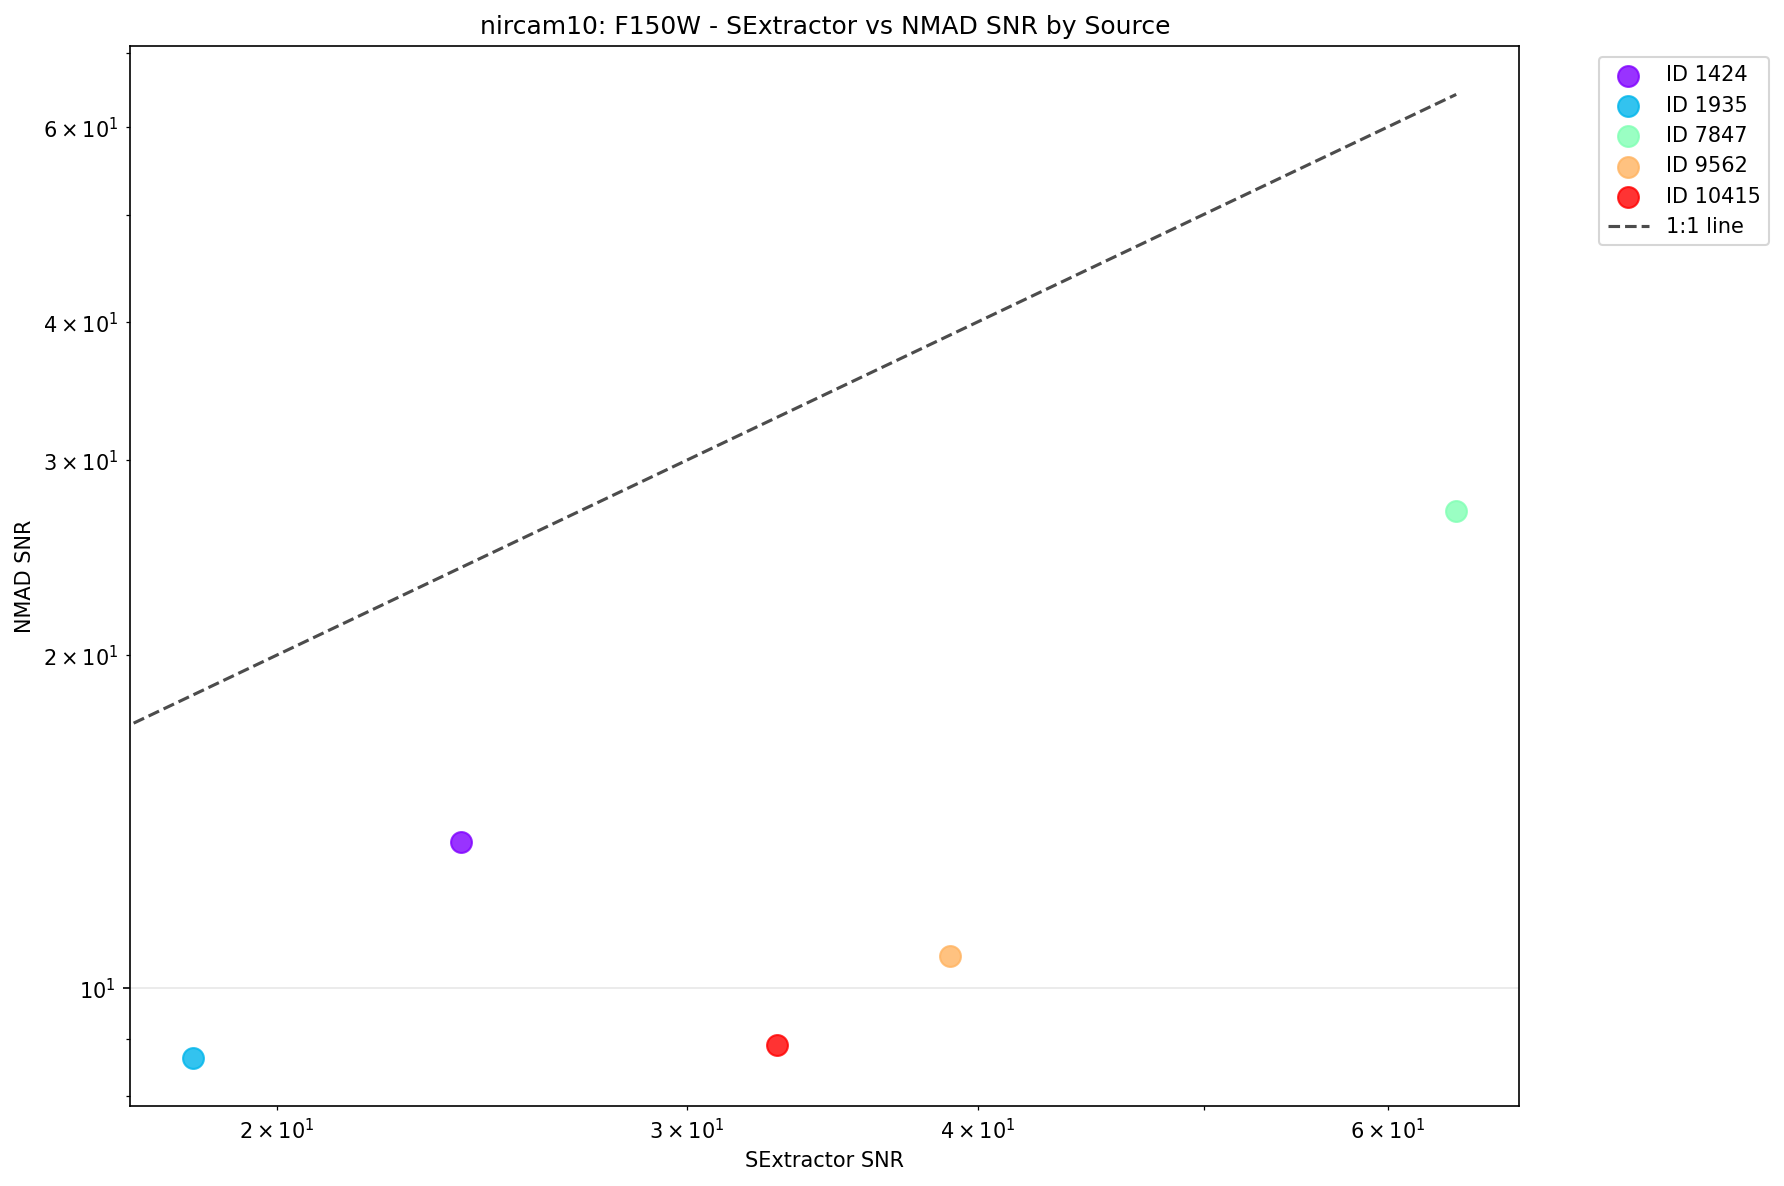 nircam10: F150W - SExtractor vs NMAD SNR by Source
ID 1424
ID 1935
ID 7847
ID 9562
ID 10415
1:1 line
NMAD SNR
6 × 10¹
4 × 10¹
3 × 10¹
2 × 10¹
10¹
2 × 10¹
3 × 10¹
4 × 10¹
6 × 10¹
SExtractor SNR